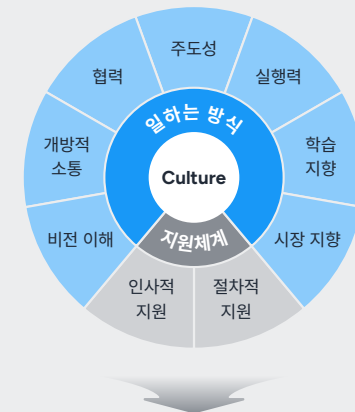 주도성
협력
실행력
개방적
소통
학습
지향
비전 이해
시장 지향
일하는 방식
Culture
지원체계
인사적
지원
절차적
지원